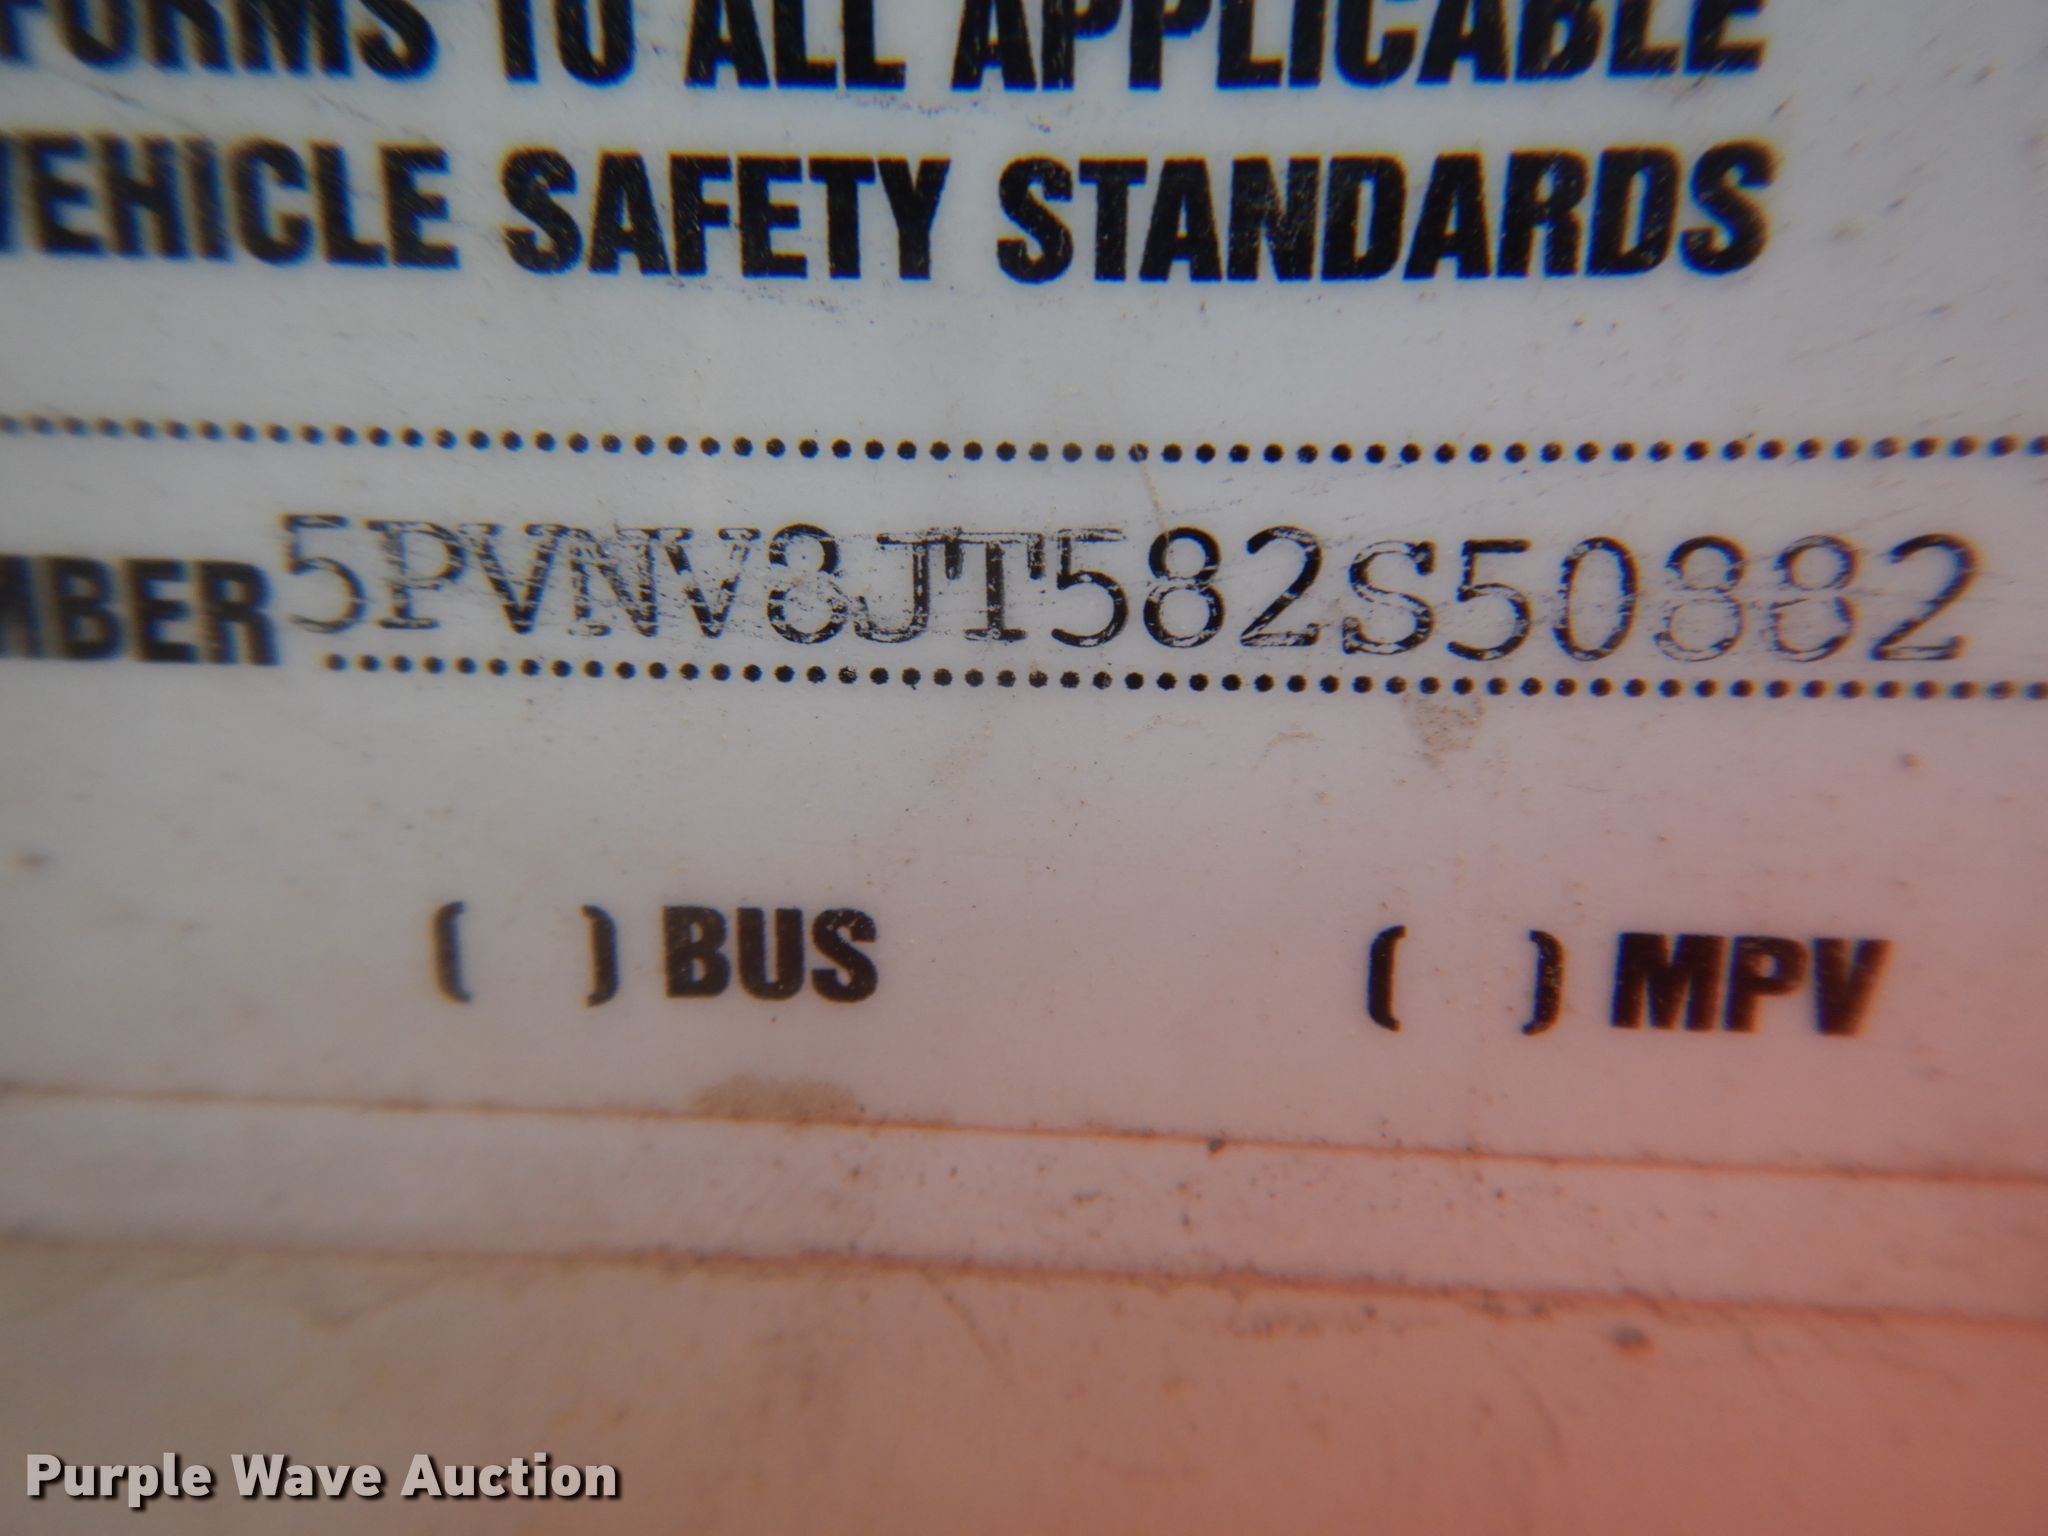 FORMS TO ALL APPLICABLE
VEHICLE SAFETY STANDARDS
MBER 5PVNV8JT582S50882
( ) BUS ( ) MPV
Purple Wave Auction